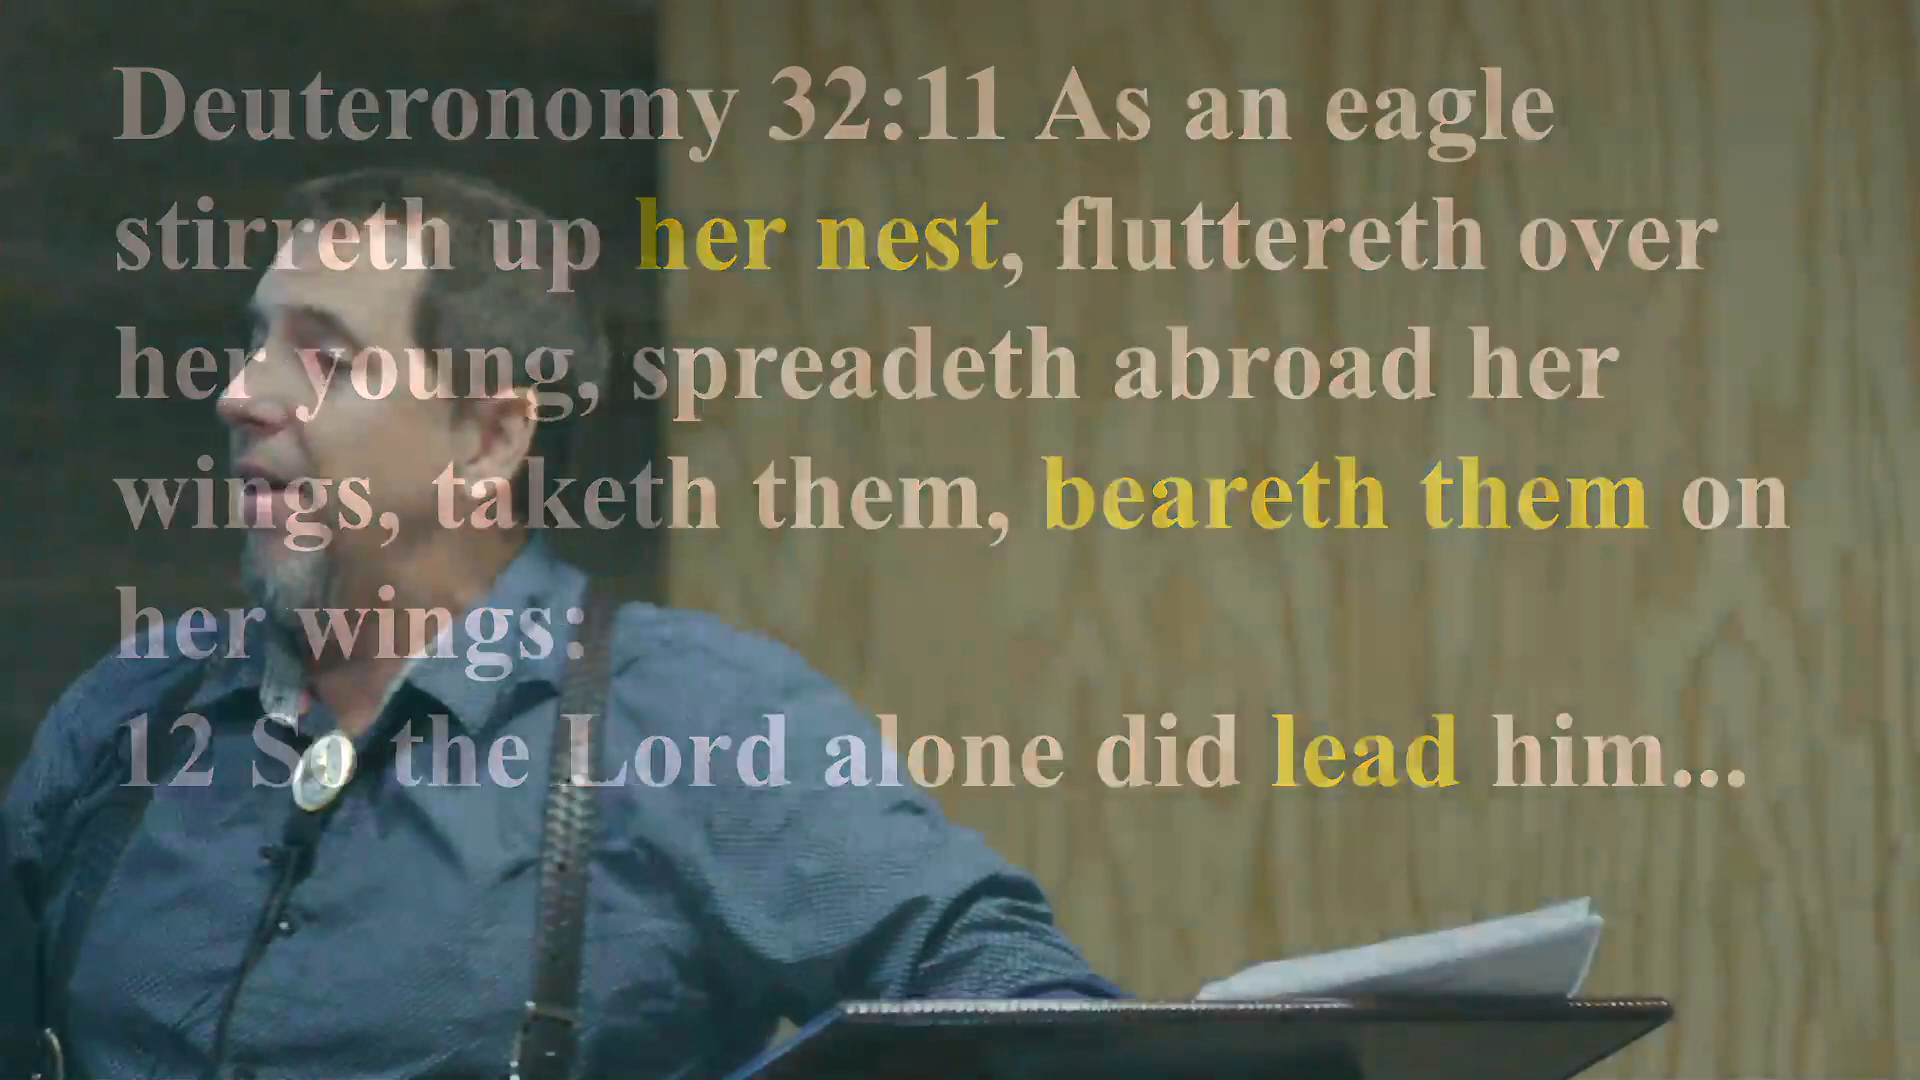 Deuteronomy 32:11 As an eagle
stirreth up her nest, fluttereth over
her young, spreadeth abroad her
wings, taketh them, beareth them on
her wings:
12 So the Lord alone did lead him...